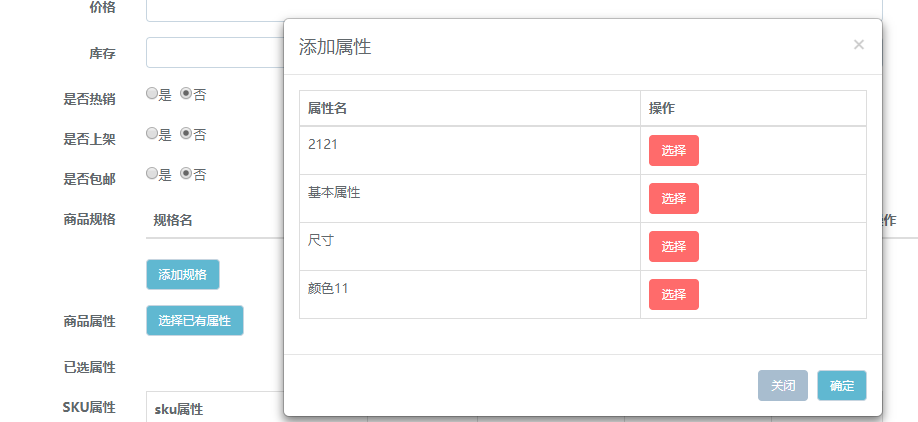 价格
库存
是否热销 是 否
是否上架 是 否
是否包邮 是 否
商品规格 规格名
添加规格
商品属性 选择已有属性
已选属性
SKU属性 sku属性
添加属性 ×
属性名 操作
2121 选择
基本属性 选择
尺寸 选择
颜色11 选择
关闭 确定
作